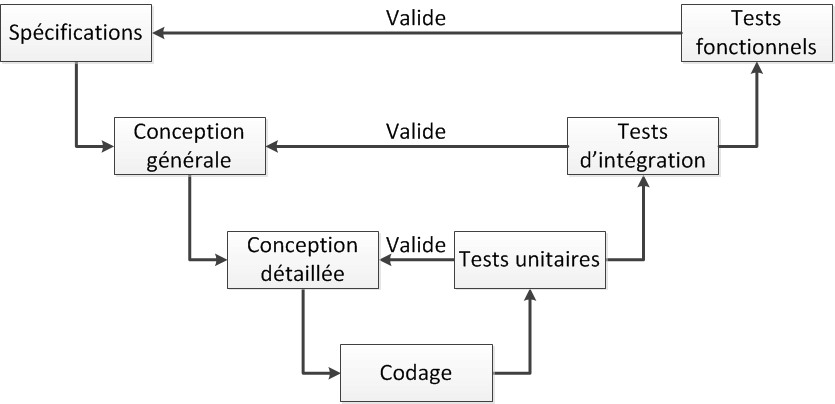 Spécifications
Valide
Tests
fonctionnels
Conception
générale
Valide
Tests
d’intégration
Conception
détaillée
Valide
Tests unitaires
Codage